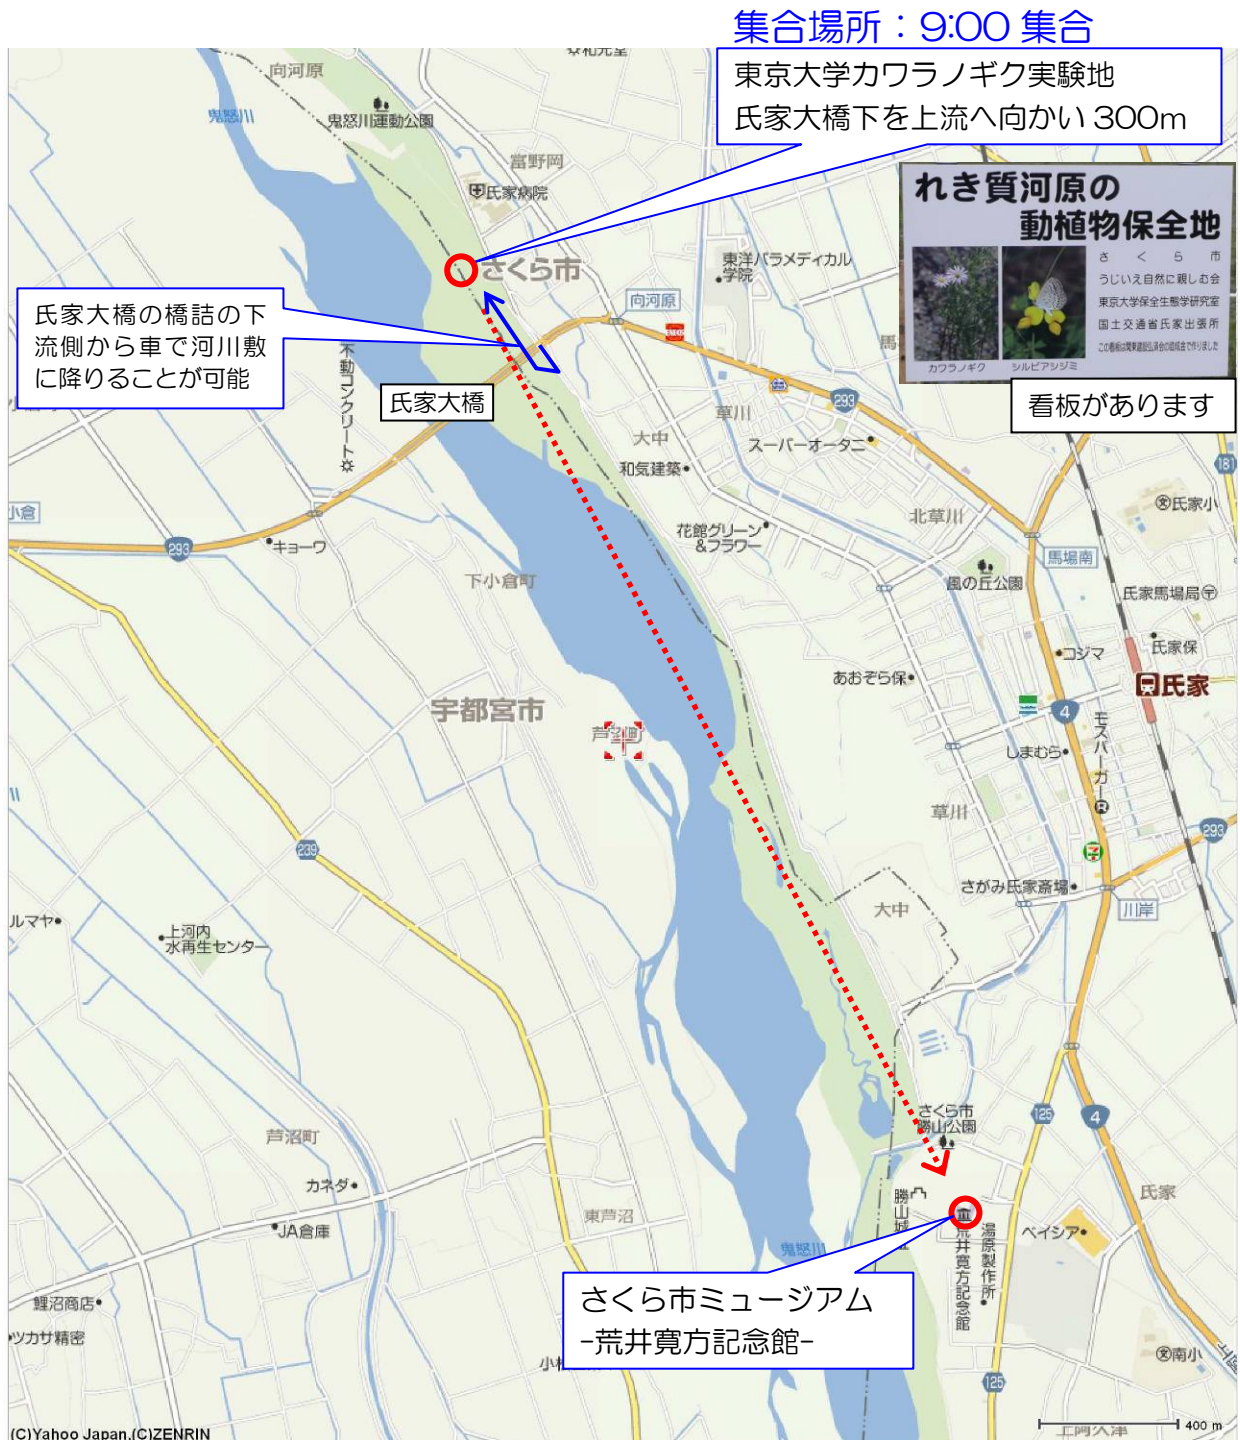 集合場所：9:00 集合
東京大学カワラノギク実験地
氏家大橋下を上流へ向かい 300m
向河原
鬼怒川
鬼怒川運動公園
富野岡
氏家病院
れき質河原の
動植物保全地
さくら市
うじいえ自然に親しむ会
東京大学保全生態学研究室
国土交通省氏家出張所
カワラノギク
シルビアシジミ
看板があります
東洋パラメディカル
学院
さくら市
向河原
氏家大橋の橋詰の下
流側から車で河川敷
に降りることが可能
不動コンクリート
氏家大橋
293
草川
大中
スーパーオータニ
和気建築
181
小倉
293
キョーワ
花館グリーン
&フラワー
北草川
氏家小
馬場南
下小倉町
風の丘公園
氏家馬場局
氏家保
コジマ
あおぞら保
氏家
宇都宮市
芦沼町
4
しまむら
モスバーガー
草川
293
239
さがみ氏家斎場
川岸
大中
ルマヤ
上河内
水再生センター
さくら市
勝山公園
125
4
芦沼町
カネダ
JA倉庫
東芦沼
鬼怒川
勝山城
荒井寛方記念館
湯原製作所
ベイシア
氏家
さくら市ミュージアム
-荒井寛方記念館-
鯉沼商店
ツカサ精密
南小
125
上阿久津
400 m
(C)Yahoo Japan,(C)ZENRIN